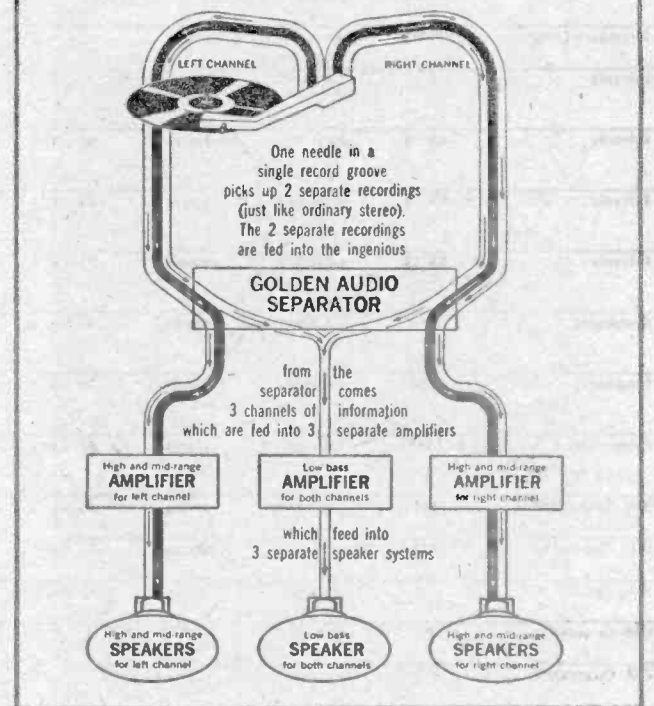 LEFT CHANNEL
RIGHT CHANNEL
One needle in a
single record groove
picks up 2 separate recordings
(just like ordinary stereo).
The 2 separate recordings
are fed into the ingenious
GOLDEN AUDIO
SEPARATOR
from the
separator comes
3 channels of information
which are fed into 3 separate amplifiers
High and mid-range
AMPLIFIER
for left channel
Low bass
AMPLIFIER
for both channels
High and mid-range
AMPLIFIER
for right channel
which feed into
3 separate speaker systems
High and mid-range
SPEAKERS
for left channel
Low bass
SPEAKER
for both channels
High and mid-range
SPEAKERS
for right channel